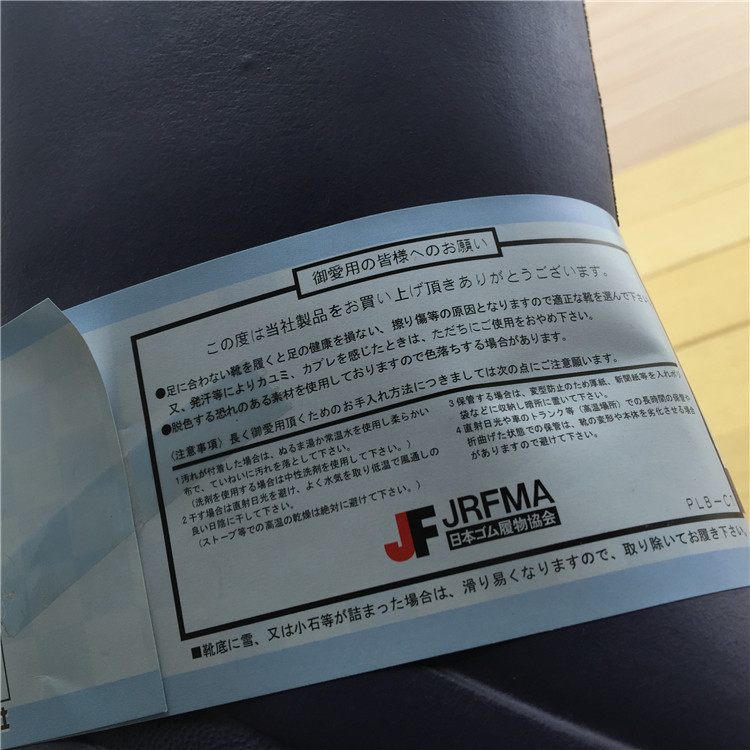 御愛用の皆様へのお願い
この度は当社製品をお買い上げ頂きありがとうございます。
●足に合わない靴を履くと足の健康を損ない、擦り傷等の原因となりますので適正な靴を選んで下さい
又、発汗等によりカユミ、カブレを感じたときは、ただちにご使用をおやめ下さい。
●脱色する恐れのある素材を使用しておりますので色落ちする場合があります。
(注意事項)長く御愛用頂くためのお手入れ方法につきましては次の点にご注意願います。
1汚れが付着した場合は、ぬるま湯か常温水を使用し柔らかい
布で、ていねいに汚れを落として下さい。
(洗剤を使用する場合は中性洗剤を使用して下さい。)
2干す場合は直射日光を避け、よく水気を取り低温で風通しの
良い日陰に干して下さい。
(ストーブ等での高温の乾燥は絶対に避けて下さい。)
3保管する場合は、変型防止のため厚紙、新聞紙等を入れポリ
袋などに収納し暗所に置いて下さい。
4直射日光や車のトランク等(高温場所)での長時間の保管や
折曲げた状態での保管は、靴の変形や本体を劣化させる場合
がありますので避けて下さい。
JF JRFMA
日本ゴム履物協会
PLB-C1
■靴底に雪、又は小石等が詰まった場合は、滑り易くなりますので、取り除いてお履き下さい。